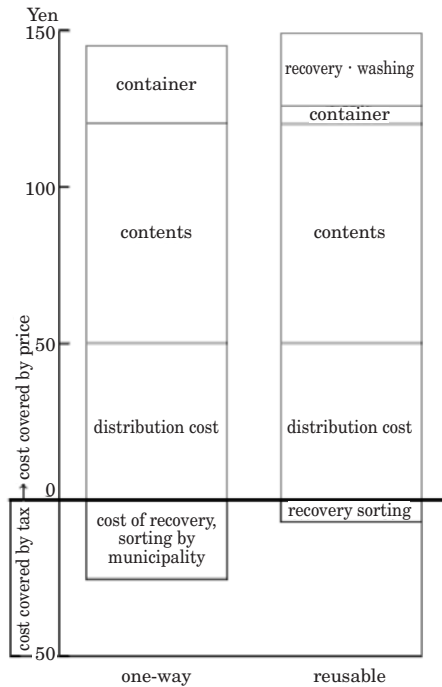 Yen
150
100
50
0
50
cost covered by price
cost covered by tax
container
contents
distribution cost
cost of recovery,
sorting by
municipality
recovery · washing
container
contents
distribution cost
recovery sorting
one-way
reusable